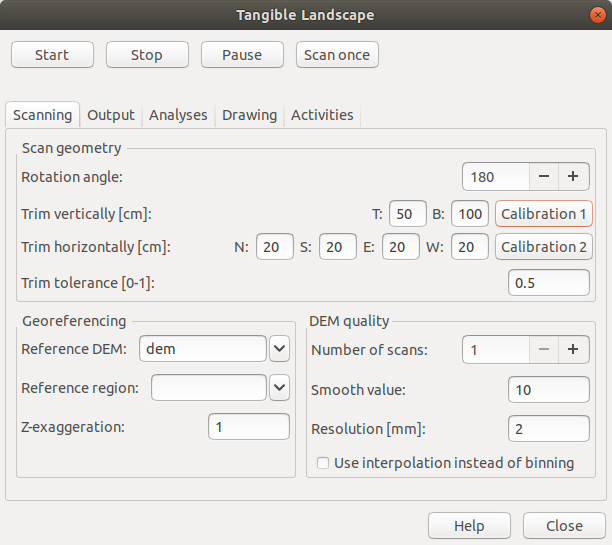 Tangible Landscape
Start Stop Pause Scan once
Scanning Output Analyses Drawing Activities
Scan geometry
Rotation angle: 180 − +
Trim vertically [cm]: T: 50 B: 100 Calibration 1
Trim horizontally [cm]: N: 20 S: 20 E: 20 W: 20 Calibration 2
Trim tolerance [0-1]: 0.5
Georeferencing
Reference DEM: dem
Reference region:
Z-exaggeration: 1
DEM quality
Number of scans: 1 − +
Smooth value: 10
Resolution [mm]: 2
Use interpolation instead of binning
Help Close